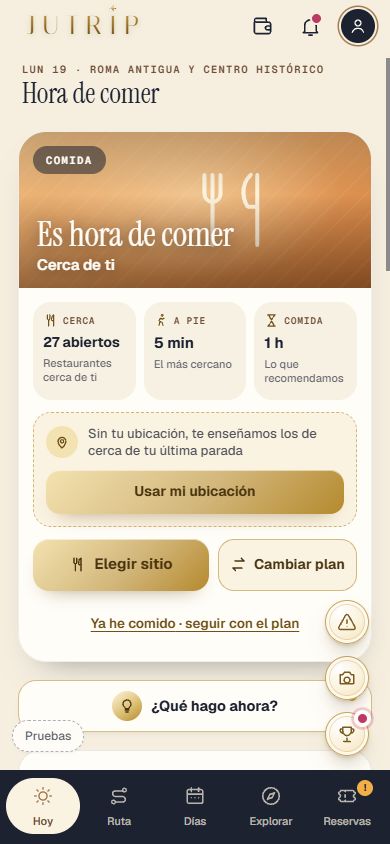 JUTRIP
LUN 19 · ROMA ANTIGUA Y CENTRO HISTÓRICO
Hora de comer
COMIDA
Es hora de comer
Cerca de ti
CERCA
27 abiertos
Restaurantes
cerca de ti
A PIE
5 min
El más cercano
COMIDA
1 h
Lo que
recomendamos
Sin tu ubicación, te enseñamos los de
cerca de tu última parada
Usar mi ubicación
Elegir sitio
Cambiar plan
Ya he comido · seguir con el plan
¿Qué hago ahora?
Pruebas
Hoy
Ruta
Días
Explorar
!
Reservas